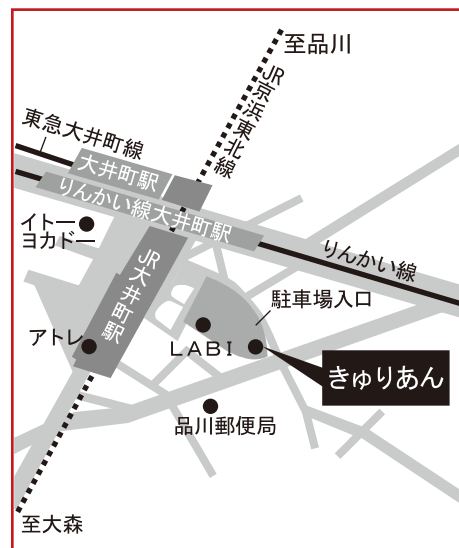 至品川
JR京浜東北線
東急大井町線
大井町駅
りんかい線大井町駅
イトー
ヨカドー
りんかい線
JR大井町駅
駐車場入口
アトレ
LABI
きゅりあん
品川郵便局
至大森